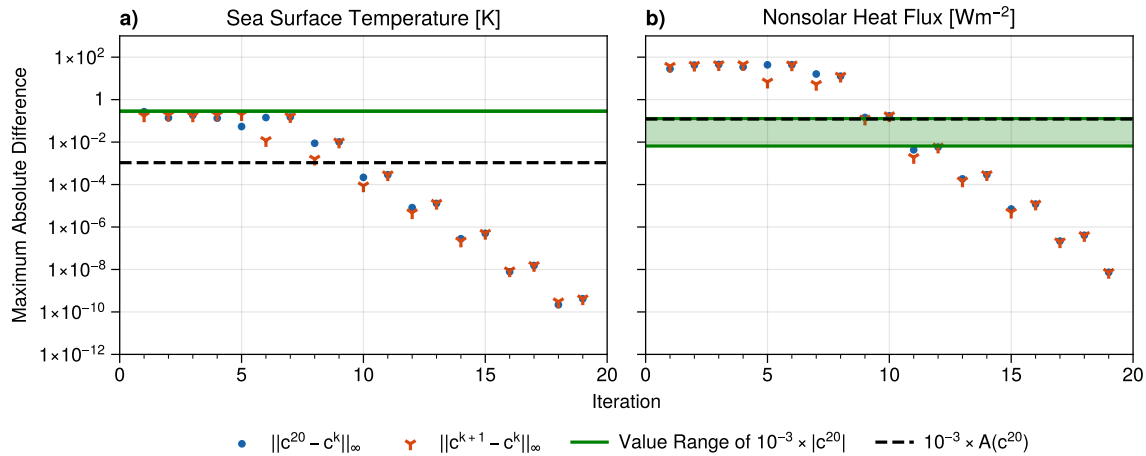 a) Sea Surface Temperature [K]
b) Nonsolar Heat Flux [Wm⁻²]
Maximum Absolute Difference
1×10²
1
1×10⁻²
1×10⁻⁴
1×10⁻⁶
1×10⁻⁸
1×10⁻¹⁰
1×10⁻¹²
0 5 10 15 20
0 5 10 15 20
Iteration
||c²⁰ − cᵏ||∞
||cᵏ⁺¹ − cᵏ||∞
Value Range of 10⁻³ × |c²⁰|
10⁻³ × A(c²⁰)